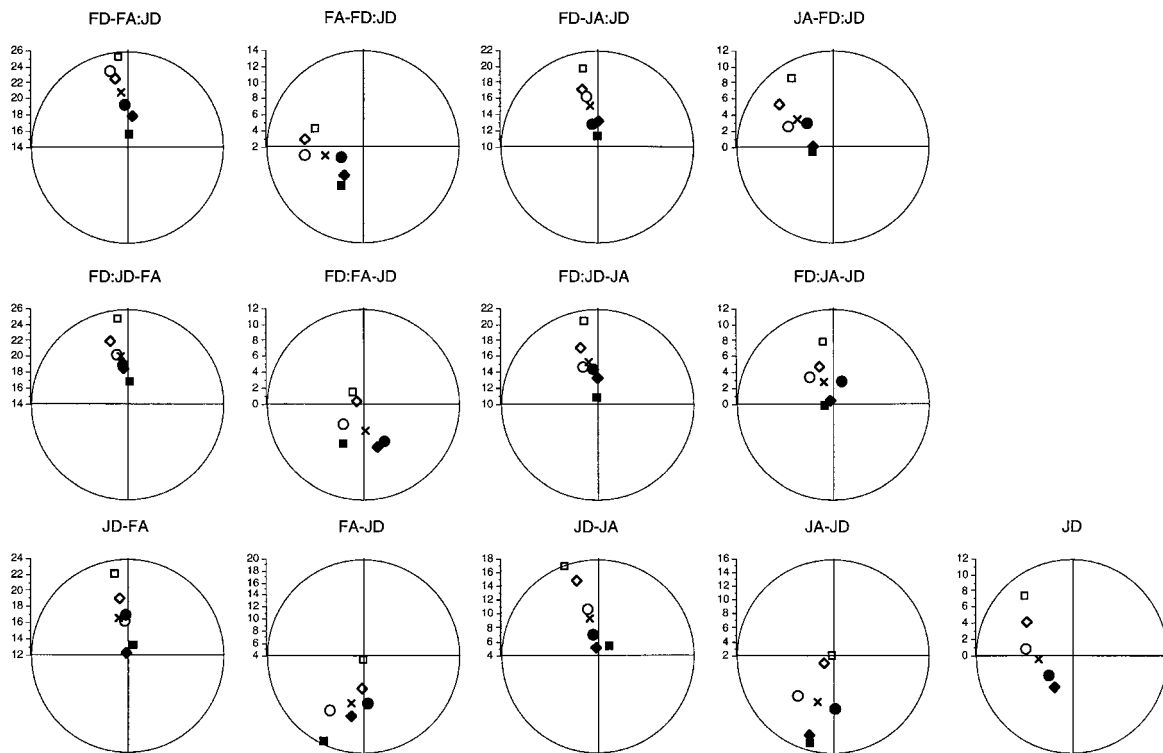 FD-FA:JD FA-FD:JD FD-JA:JD JA-FD:JD
26 24 22 20 18 16 14
14 12 10 8 6 4 2
22 20 18 16 14 12 10
12 10 8 6 4 2 0
FD:JD-FA FD:FA-JD FD:JD-JA FD:JA-JD
26 24 22 20 18 16 14
12 10 8 6 4 2 0
22 20 18 16 14 12 10
12 10 8 6 4 2 0
JD-FA FA-JD JD-JA JA-JD JD
24 22 20 18 16 14 12
20 18 16 14 12 10 8 6 4
18 16 14 12 10 8 6 4
16 14 12 10 8 6 4 2
12 10 8 6 4 2 0